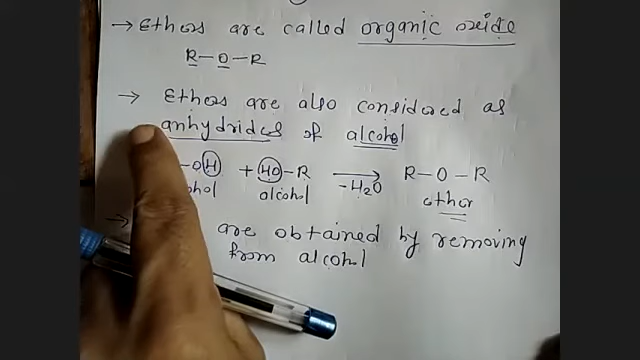 → Ethers are called organic oxide
R-O-R
→ Ethers are also considered as
anhydrides of alcohol
-OH + HO-R → R-O-R
-H2O
alcohol ether
→ are obtained by removing
from alcohol